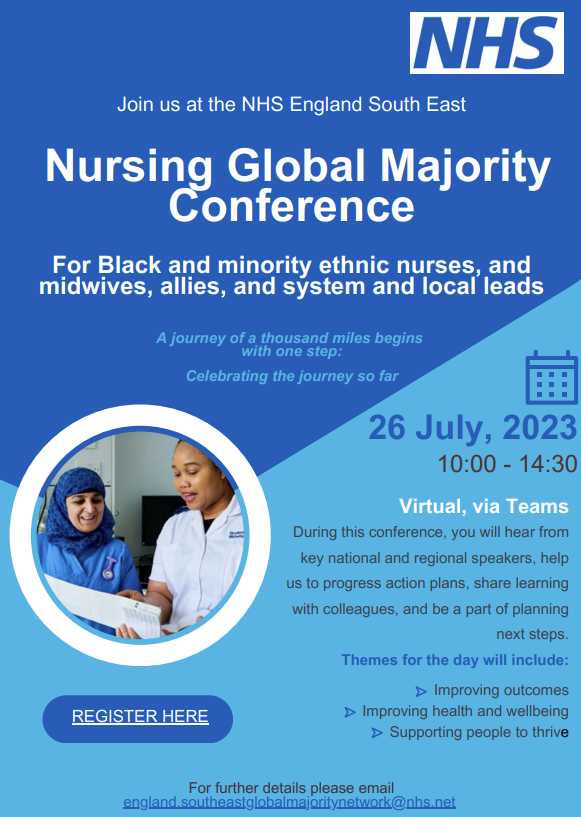 NHS
Join us at the NHS England South East
Nursing Global Majority
Conference
For Black and minority ethnic nurses, and
midwives, allies, and system and local leads
A journey of a thousand miles begins
with one step:
Celebrating the journey so far
26 July, 2023
10:00 - 14:30
Virtual, via Teams
During this conference, you will hear from
key national and regional speakers, help
us to progress action plans, share learning
with colleagues, and be a part of planning
next steps.
Themes for the day will include:
Improving outcomes
Improving health and wellbeing
Supporting people to thrive
REGISTER HERE
For further details please email
england.southeastglobalmajoritynetwork@nhs.net